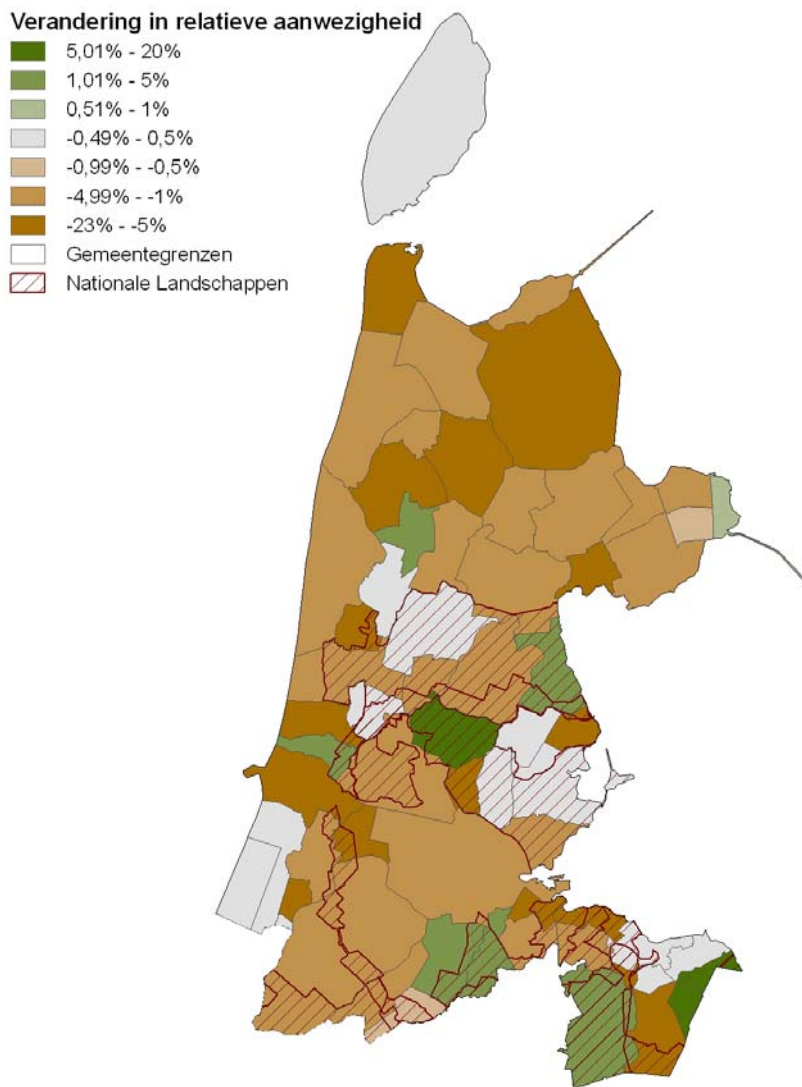 Verandering in relatieve aanwezigheid
5,01% - 20%
1,01% - 5%
0,51% - 1%
-0,49% - 0,5%
-0,99% - -0,5%
-4,99% - -1%
-23% - -5%
Gemeentegrenzen
Nationale Landschappen